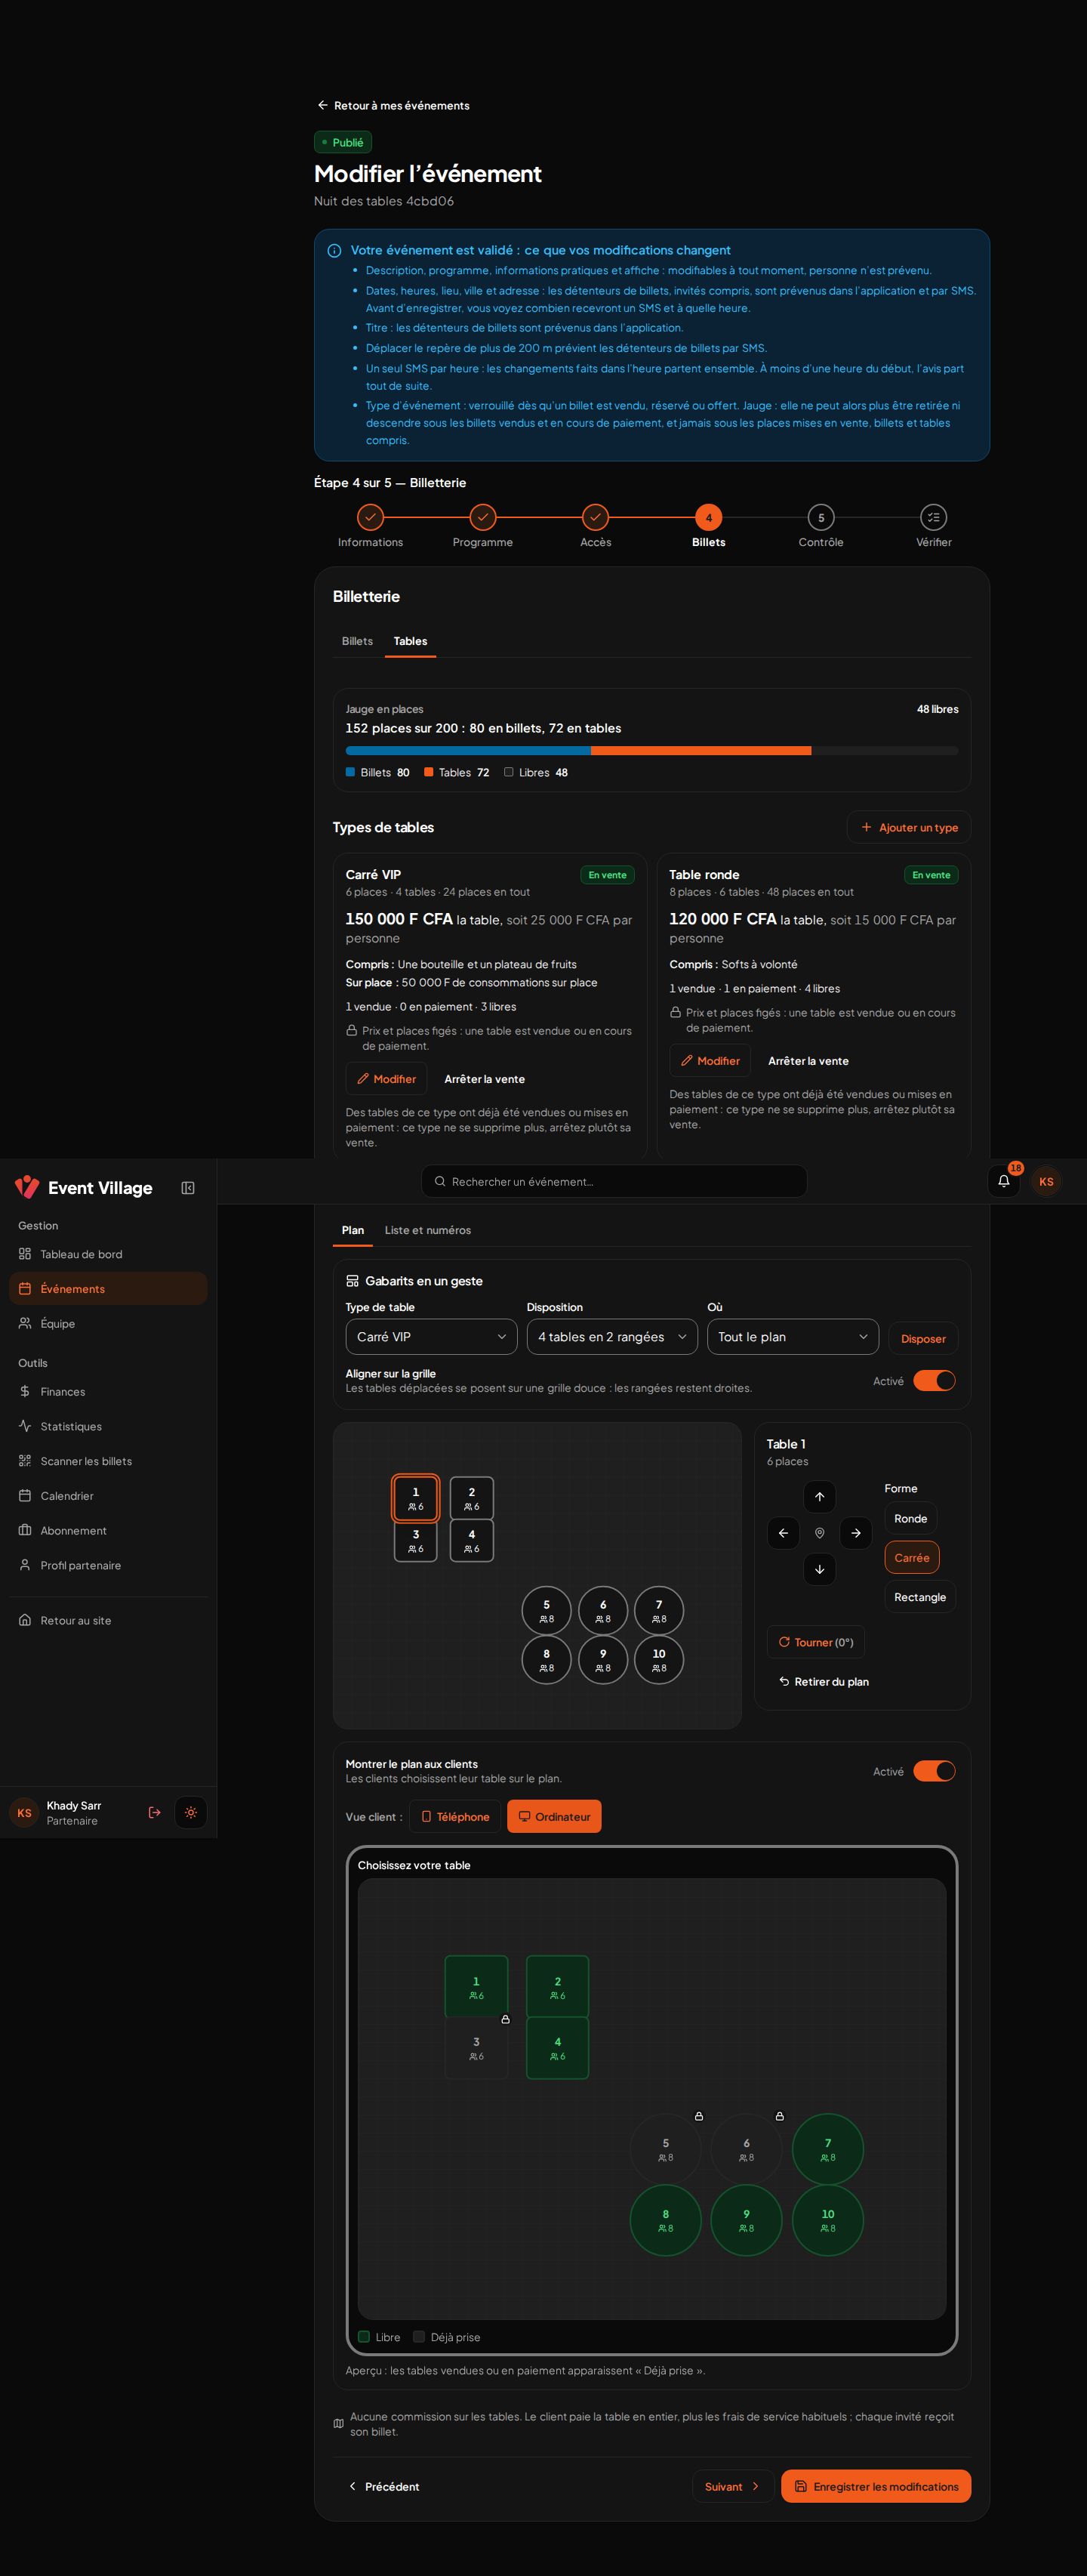 Retour à mes événements
Publié
Modifier l’événement
Nuit des tables 4cbd06
Votre événement est validé : ce que vos modifications changent
• Description, programme, informations pratiques et affiche : modifiables à tout moment, personne n’est prévenu.
• Dates, heures, lieu, ville et adresse : les détenteurs de billets, invités compris, sont prévenus dans l’application et par SMS.
Avant d’enregistrer, vous voyez combien recevront un SMS et à quelle heure.
• Titre : les détenteurs de billets sont prévenus dans l’application.
• Déplacer le repère de plus de 200 m prévient les détenteurs de billets par SMS.
• Un seul SMS par heure : les changements faits dans l’heure partent ensemble. À moins d’une heure du début, l’avis part
tout de suite.
• Type d’événement : verrouillé dès qu’un billet est vendu, réservé ou offert. Jauge : elle ne peut alors plus être retirée ni
descendre sous les billets vendus et en cours de paiement, et jamais sous les places mises en vente, billets et tables
compris.
Étape 4 sur 5 — Billetterie
4
5
Informations
Programme
Accès
Billets
Contrôle
Vérifier
Billetterie
Billets
Tables
Jauge en places
48 libres
152 places sur 200 : 80 en billets, 72 en tables
Billets 80
Tables 72
Libres 48
Types de tables
Ajouter un type
Carré VIP
En vente
6 places · 4 tables · 24 places en tout
150 000 F CFA la table, soit 25 000 F CFA par
personne
Compris : Une bouteille et un plateau de fruits
Sur place : 50 000 F de consommations sur place
1 vendue · 0 en paiement · 3 libres
Prix et places figés : une table est vendue ou en cours
de paiement.
Modifier
Arrêter la vente
Des tables de ce type ont déjà été vendues ou mises en
paiement : ce type ne se supprime plus, arrêtez plutôt sa
vente.
Table ronde
En vente
8 places · 6 tables · 48 places en tout
120 000 F CFA la table, soit 15 000 F CFA par
personne
Compris : Softs à volonté
1 vendue · 1 en paiement · 4 libres
Prix et places figés : une table est vendue ou en cours
de paiement.
Modifier
Arrêter la vente
Des tables de ce type ont déjà été vendues ou mises en
paiement : ce type ne se supprime plus, arrêtez plutôt sa
vente.
Event Village
Rechercher un événement…
18
KS
Gestion
Tableau de bord
Événements
Équipe
Outils
Finances
Statistiques
Scanner les billets
Calendrier
Abonnement
Profil partenaire
Retour au site
KS
Khady Sarr
Partenaire
Plan
Liste et numéros
Gabarits en un geste
Type de table
Disposition
Où
Carré VIP
4 tables en 2 rangées
Tout le plan
Disposer
Aligner sur la grille
Les tables déplacées se posent sur une grille douce : les rangées restent droites.
Activé
1
6
2
6
3
6
4
6
5
8
6
8
7
8
8
8
9
8
10
8
Table 1
6 places
Forme
Ronde
Carrée
Rectangle
Tourner (0°)
Retirer du plan
Montrer le plan aux clients
Les clients choisissent leur table sur le plan.
Activé
Vue client :
Téléphone
Ordinateur
Choisissez votre table
1
6
2
6
3
6
4
6
5
8
6
8
7
8
8
8
9
8
10
8
Libre
Déjà prise
Aperçu : les tables vendues ou en paiement apparaissent « Déjà prise ».
Aucune commission sur les tables. Le client paie la table en entier, plus les frais de service habituels ; chaque invité reçoit
son billet.
Précédent
Suivant
Enregistrer les modifications